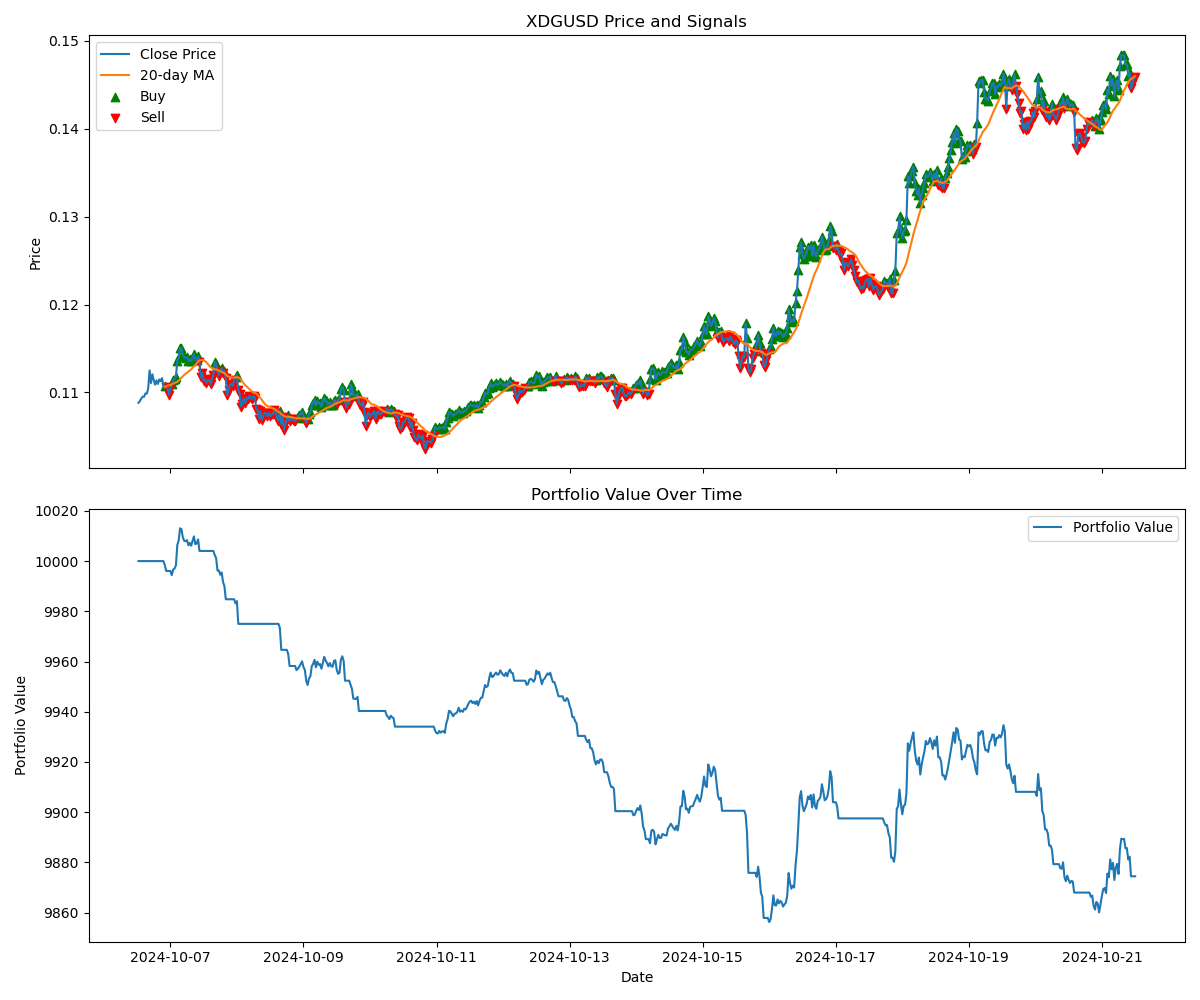 XDGUSD Price and Signals
Price
0.15
0.14
0.13
0.12
0.11
Close Price
20-day MA
Buy
Sell
Portfolio Value Over Time
Portfolio Value
10020
10000
9980
9960
9940
9920
9900
9880
9860
Portfolio Value
2024-10-07 2024-10-09 2024-10-11 2024-10-13 2024-10-15 2024-10-17 2024-10-19 2024-10-21
Date